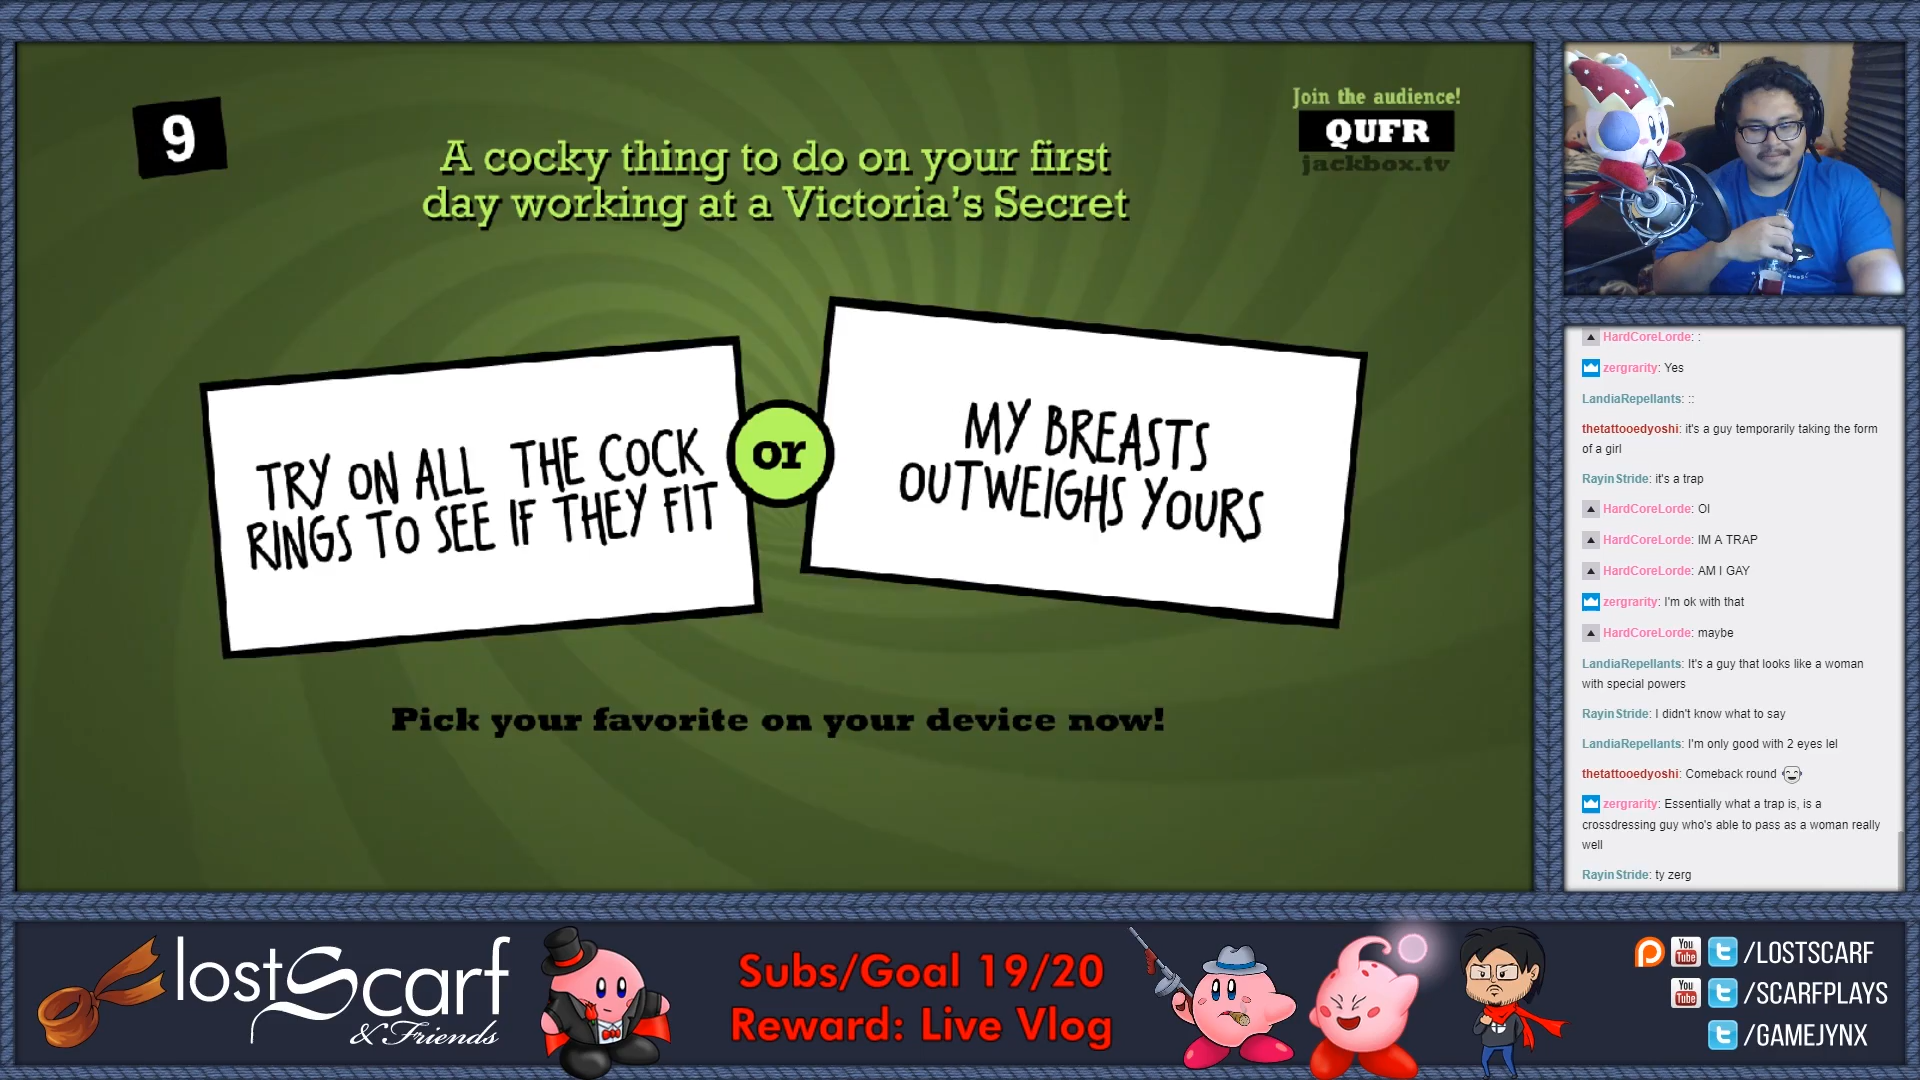 9
Join the audience!
QUFR
jackbox.tv
A cocky thing to do on your first
day working at a Victoria's Secret
TRY ON ALL THE COCK
RINGS TO SEE IF THEY FIT
or
MY BREASTS
OUTWEIGHS YOURS
Pick your favorite on your device now!
HardCoreLorde: :
zergrarity: Yes
LandiaRepellants: ::
thetattooedyoshi: it's a guy temporarily taking the form
of a girl
RayinStride: it's a trap
HardCoreLorde: OI
HardCoreLorde: IM A TRAP
HardCoreLorde: AM I GAY
zergrarity: I'm ok with that
HardCoreLorde: maybe
LandiaRepellants: It's a guy that looks like a woman
with special powers
RayinStride: I didn't know what to say
LandiaRepellants: I'm only good with 2 eyes lel
thetattooedyoshi: Comeback round
zergrarity: Essentially what a trap is, is a
crossdressing guy who's able to pass as a woman really
well
RayinStride: ty zerg
lostScarf
& Friends
Subs/Goal 19/20
Reward: Live Vlog
You Tube /LOSTSCARF
You Tube /SCARFPLAYS
/GAMEJYNX